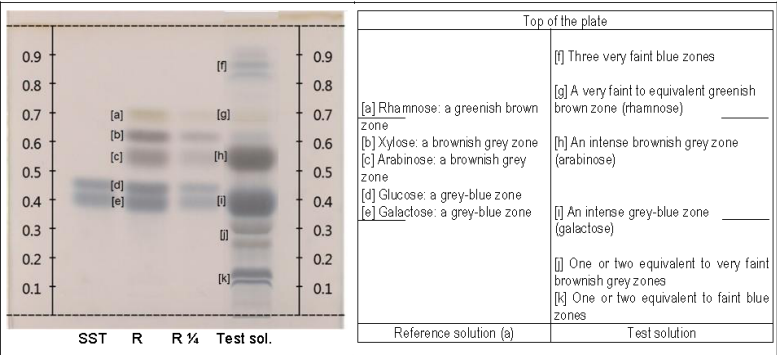 0.9 0.9
[f]
0.8 0.8
0.7 [a] [g] 0.7
[b]
0.6 0.6
[c] [h]
0.5 0.5
[d]
0.4 [e] [i] 0.4
0.3 0.3
[j]
0.2 0.2
[k]
0.1 0.1
SST R R ¼ Test sol.
Top of the plate
[a] Rhamnose: a greenish brown
zone
[b] Xylose: a brownish grey zone
[c] Arabinose: a brownish grey
zone
[d] Glucose: a grey-blue zone
[e] Galactose: a grey-blue zone
[f] Three very faint blue zones
[g] A very faint to equivalent greenish
brown zone (rhamnose)
[h] An intense brownish grey zone
(arabinose)
[i] An intense grey-blue zone
(galactose)
[j] One or two equivalent to very faint
brownish grey zones
[k] One or two equivalent to faint blue
zones
Reference solution (a)
Test solution